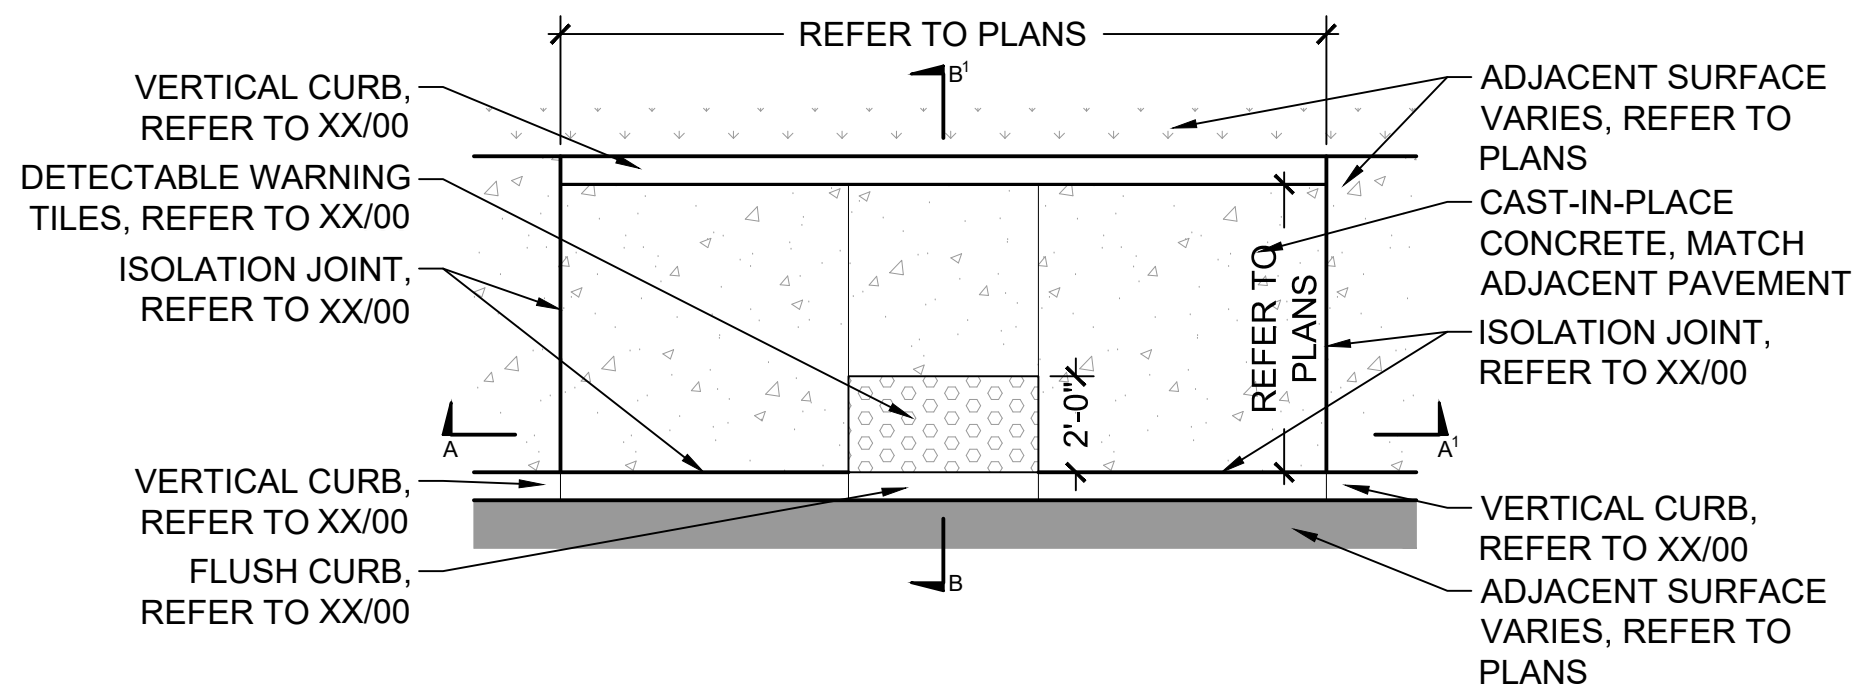 REFER TO PLANS
B1
VERTICAL CURB,
REFER TO XX/00
DETECTABLE WARNING
TILES, REFER TO XX/00
ISOLATION JOINT,
REFER TO XX/00
ADJACENT SURFACE
VARIES, REFER TO
PLANS
CAST-IN-PLACE
CONCRETE, MATCH
ADJACENT PAVEMENT
ISOLATION JOINT,
REFER TO XX/00
REFER TO
PLANS
2'-0"
A
A1
VERTICAL CURB,
REFER TO XX/00
FLUSH CURB,
REFER TO XX/00
B
VERTICAL CURB,
REFER TO XX/00
ADJACENT SURFACE
VARIES, REFER TO
PLANS